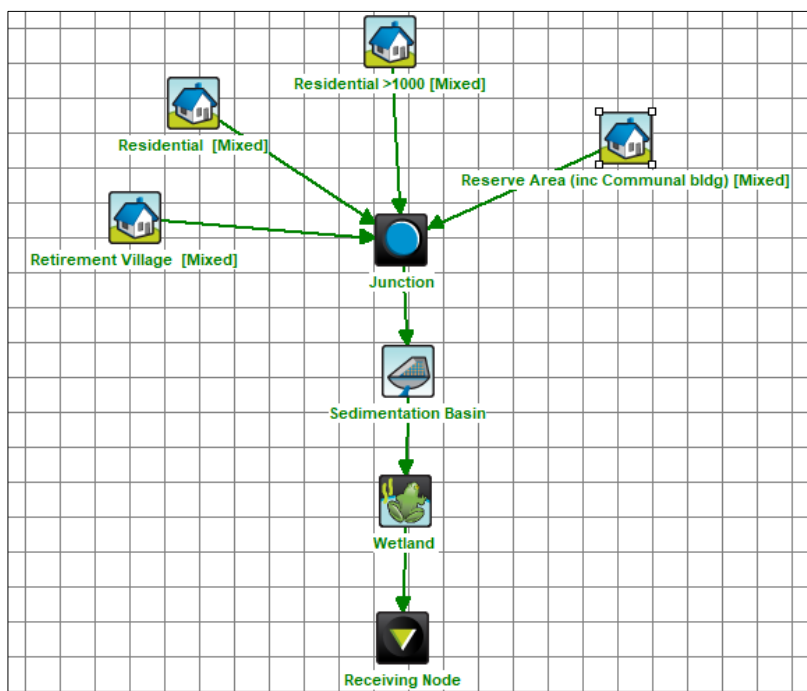 Residential >1000 [Mixed]
Residential [Mixed]
Reserve Area (inc Communal bldg) [Mixed]
Retirement Village [Mixed]
Junction
Sedimentation Basin
Wetland
Receiving Node